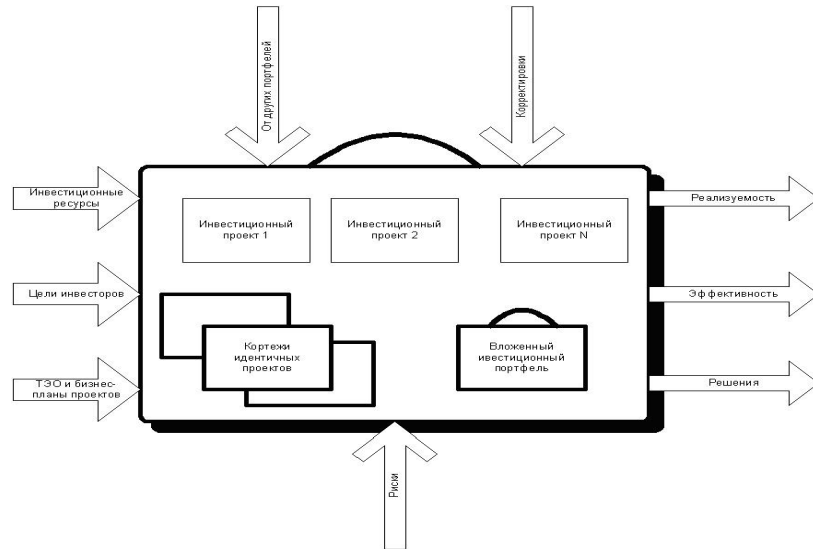 От других портфелей
Корректировки
Инвестиционные
ресурсы
Цели инвесторов
ТЭО и бизнес-
планы проектов
Инвестиционный
проект 1
Инвестиционный
проект 2
Инвестиционный
проект N
Кортежи
идентичных
проектов
Вложенный
ивестиционный
портфель
Реализуемость
Эффективность
Решения
Риски